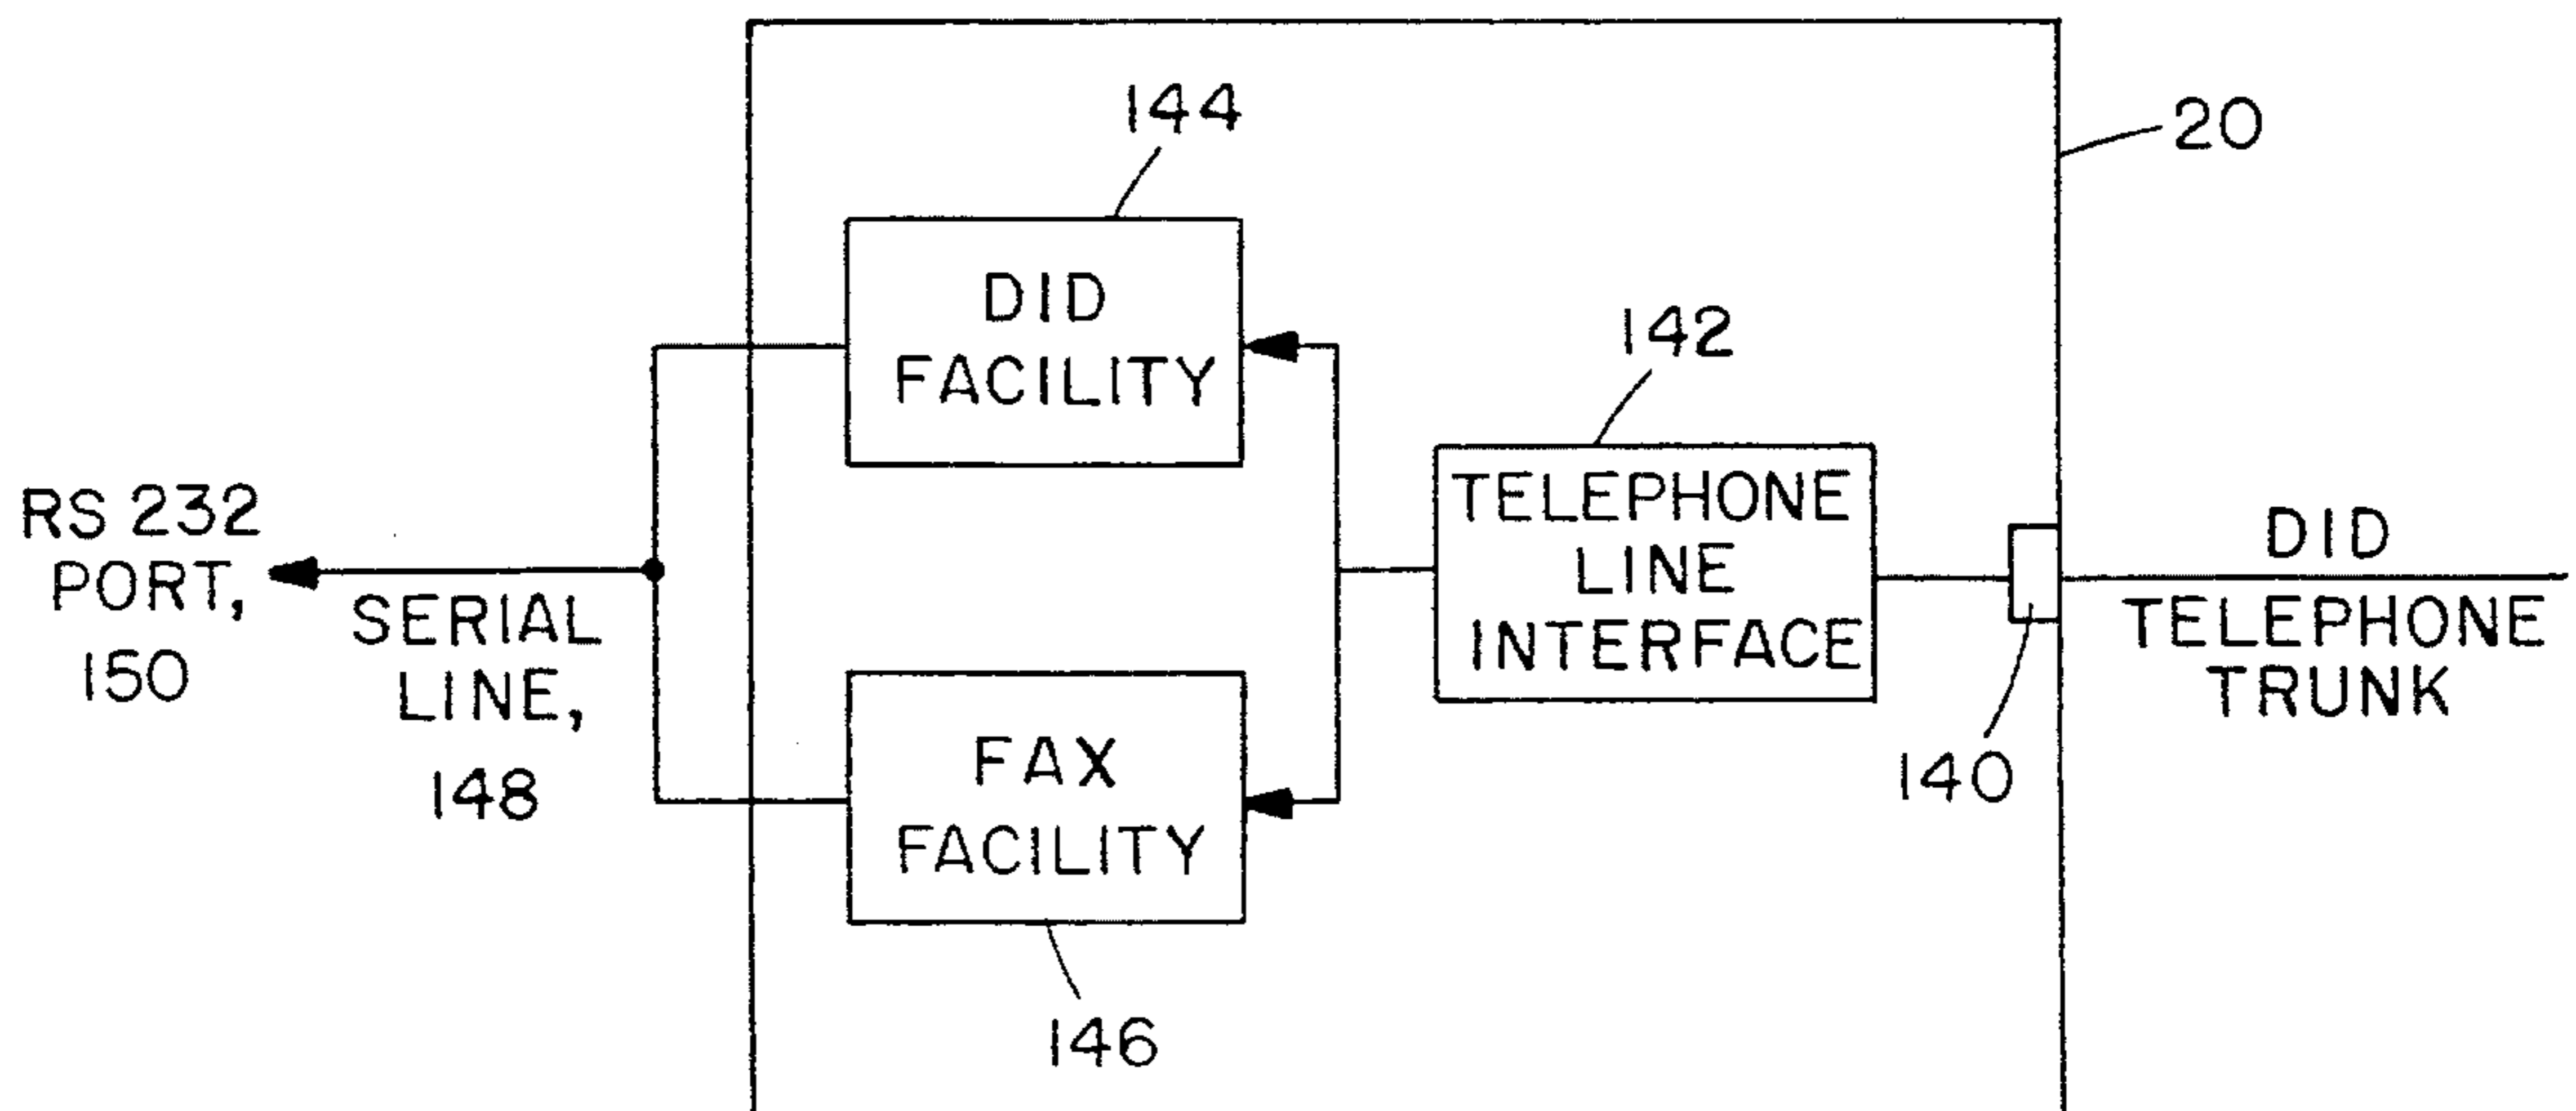 144
20
DID
FACILITY
142
TELEPHONE
LINE
INTERFACE
RS 232
PORT,
150
SERIAL
LINE,
148
DID
TELEPHONE
TRUNK
140
FAX
FACILITY
146